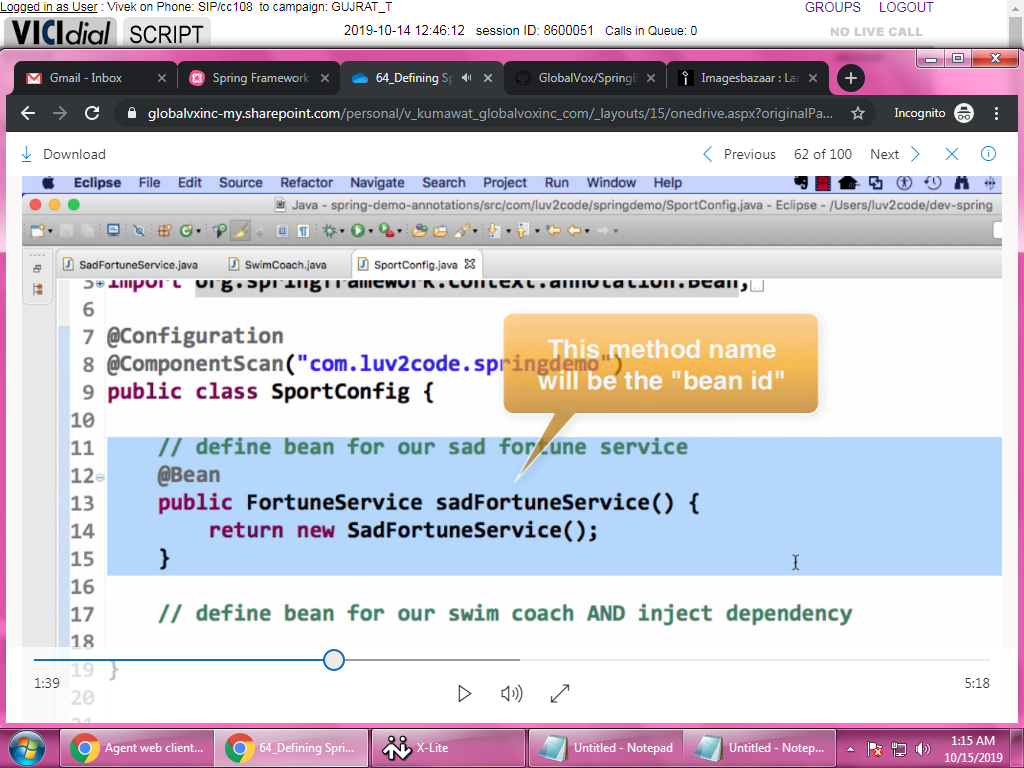 Logged in as User : Vivek on Phone: SIP/cc108 to campaign: GUJRAT_T
GROUPS LOGOUT
VICIdial SCRIPT
2019-10-14 12:46:12 session ID: 8600051 Calls in Queue: 0
NO LIVE CALL
Gmail - Inbox
Spring Framework
64_Defining Sp
GlobalVox/SpringB
Imagesbazaar : Lar
globalvxinc-my.sharepoint.com/personal/v_kumawat_globalvoxinc_com/_layouts/15/onedrive.aspx?originalPa...
Incognito
Download
Previous 62 of 100 Next
Eclipse File Edit Source Refactor Navigate Search Project Run Window Help
Java - spring-demo-annotations/src/com/luv2code/springdemo/SportConfig.java - Eclipse - /Users/luv2code/dev-spring
SadFortuneService.java SwimCoach.java SportConfig.java
5 import org.springframework.context.annotation.Bean;
6
7 @Configuration
8 @ComponentScan("com.luv2code.springdemo")
9 public class SportConfig {
10
11 // define bean for our sad fortune service
12 @Bean
13 public FortuneService sadFortuneService() {
14 return new SadFortuneService();
15 }
16
17 // define bean for our swim coach AND inject dependency
18
19 }
20
21
This method name
will be the "bean id"
1:39
5:18
Agent web client...
64_Defining Spri...
X-Lite
Untitled - Notepad
Untitled - Notep...
1:15 AM
10/15/2019